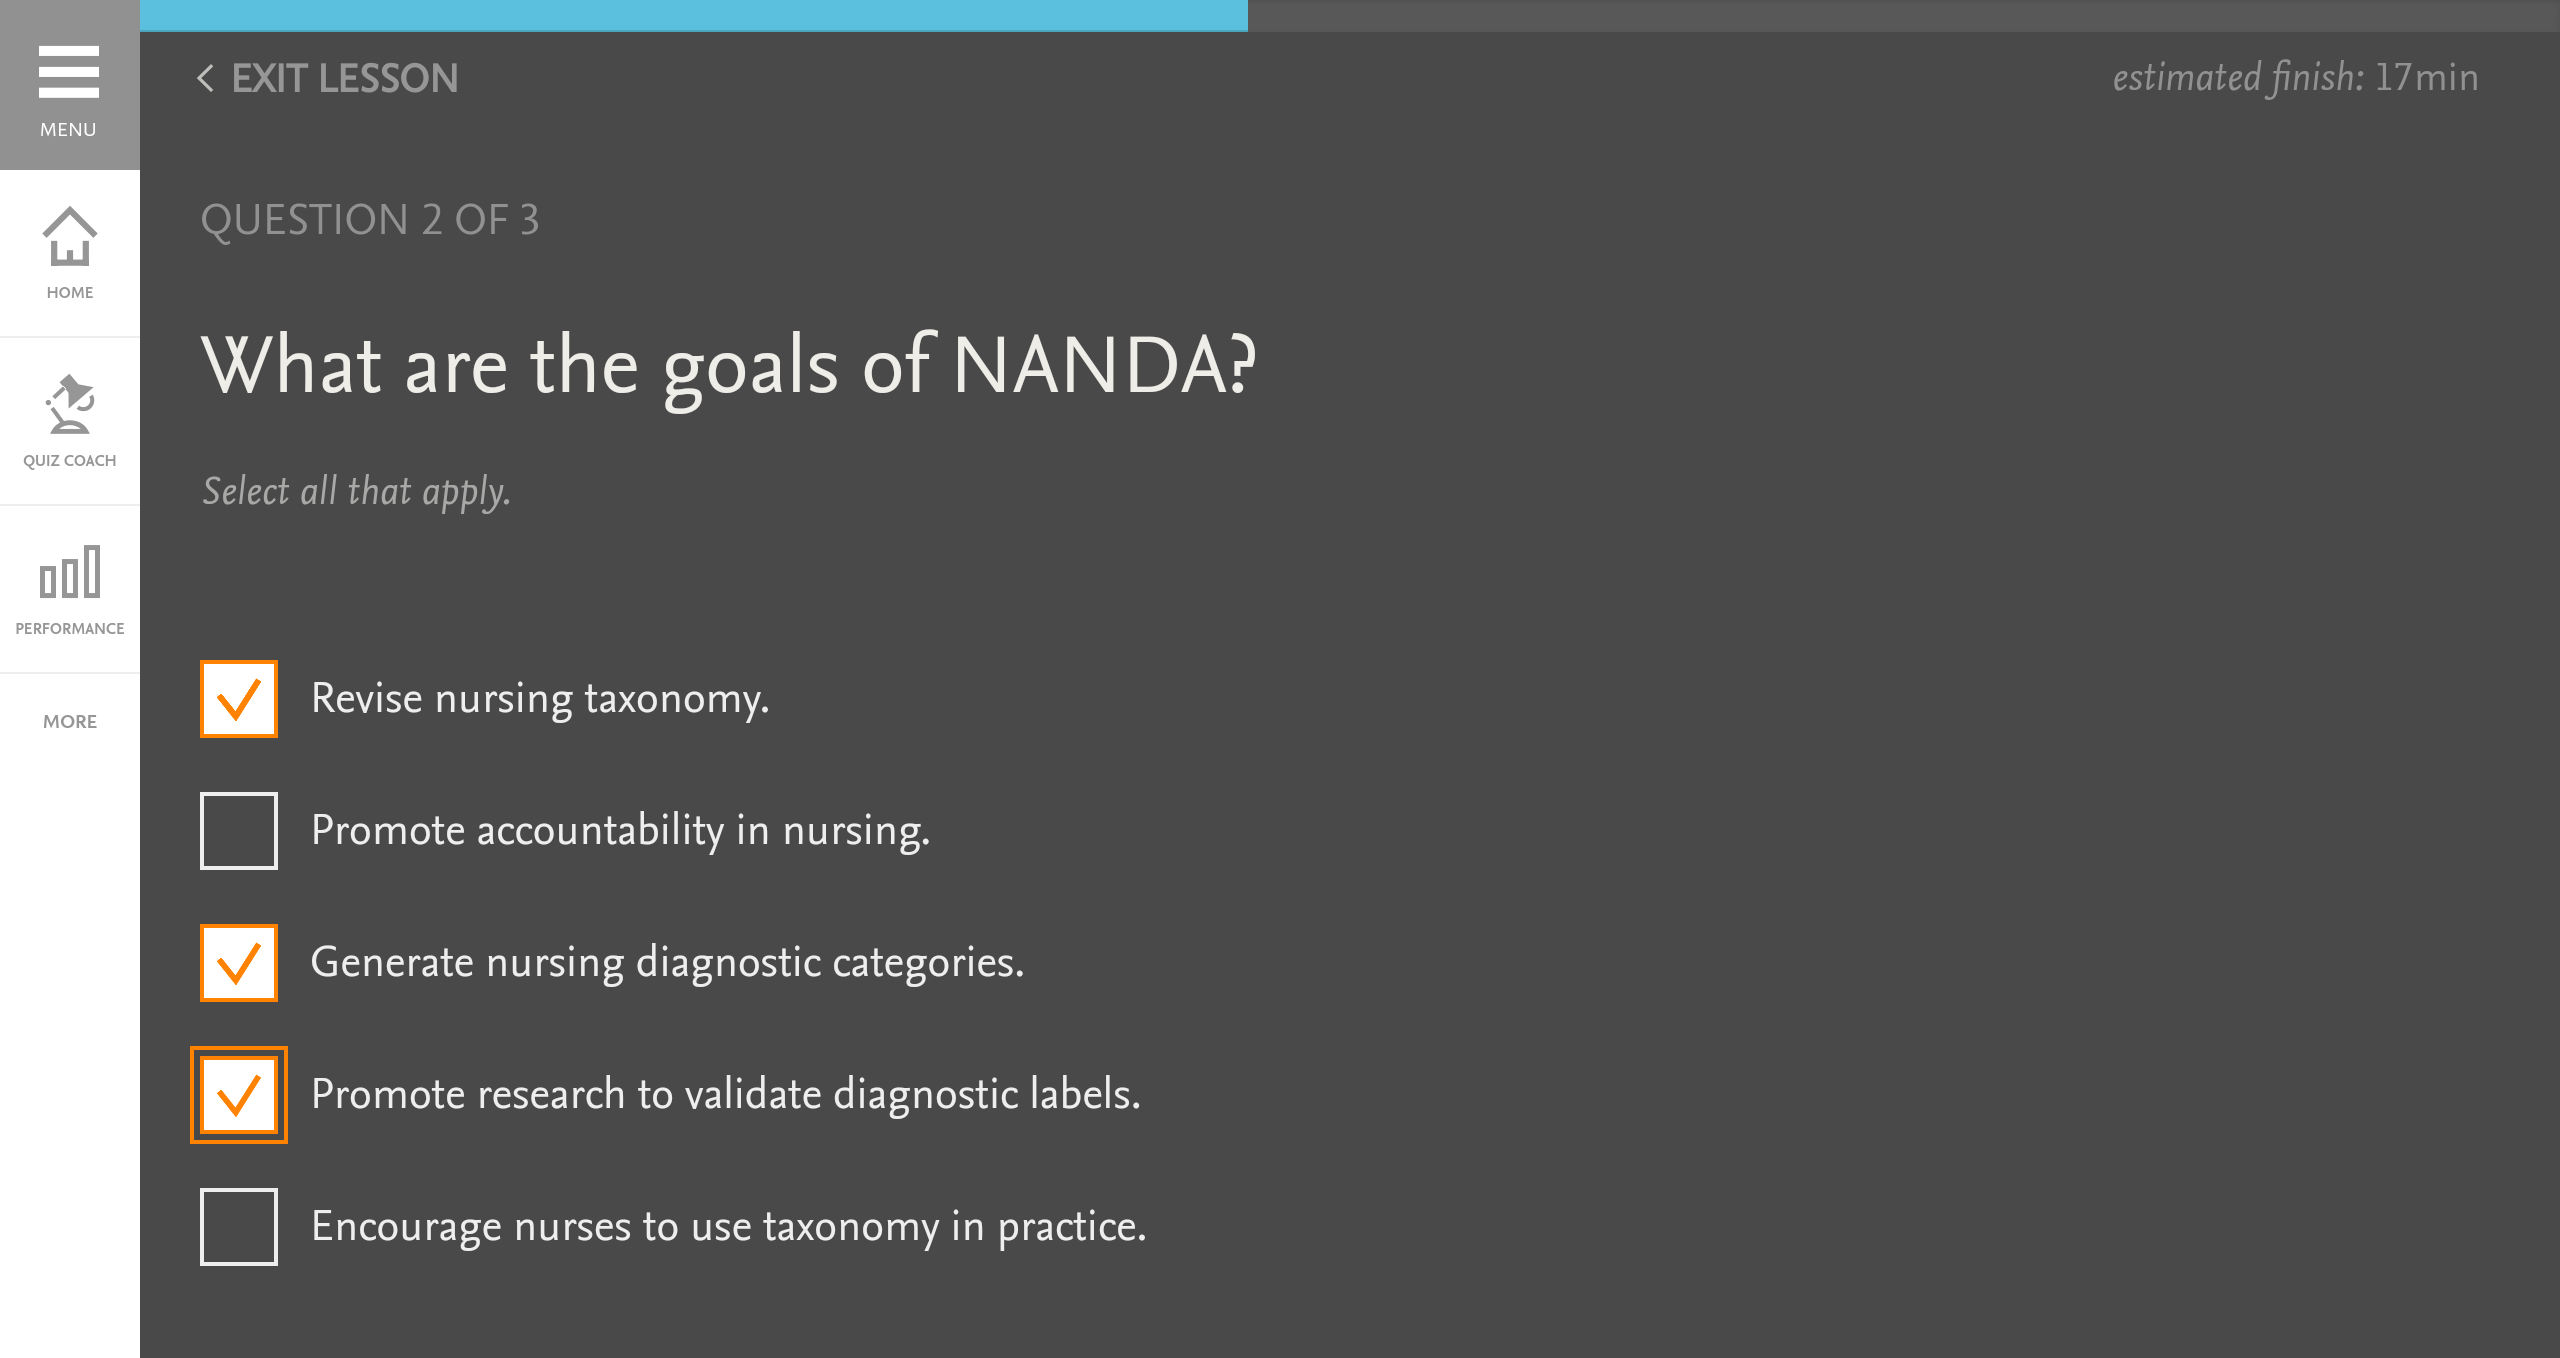 MENU
HOME
QUIZ COACH
PERFORMANCE
MORE
EXIT LESSON
estimated finish: 17min
QUESTION 2 OF 3
What are the goals of NANDA?
Select all that apply.
Revise nursing taxonomy.
Promote accountability in nursing.
Generate nursing diagnostic categories.
Promote research to validate diagnostic labels.
Encourage nurses to use taxonomy in practice.